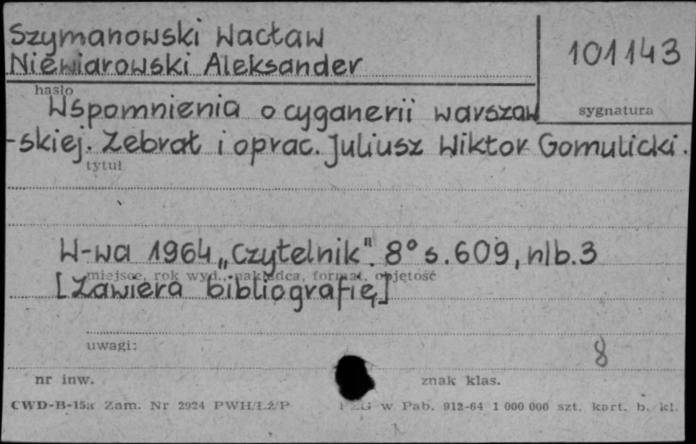 Szymanowski Wacław
101143
Niewiarowski Aleksander
hasło
Wspomnienia o cyganerii warszaw
sygnatura
-skiej. Zebrał i oprac. Juliusz Wiktor Gomulicki.
tytuł
W-wa 1964 „Czytelnik". 8° s. 609, nlb. 3
miejsce, rok wyd., nakładca, format, objętość
[Zawiera bibliografię]
uwagi:
8
nr inw.
znak klas.
CWD-B-15a Zam. Nr 2924 PWH/Łż/P
PZG w Pab. 912-64 1 000 000 szt. kart. b. kl.